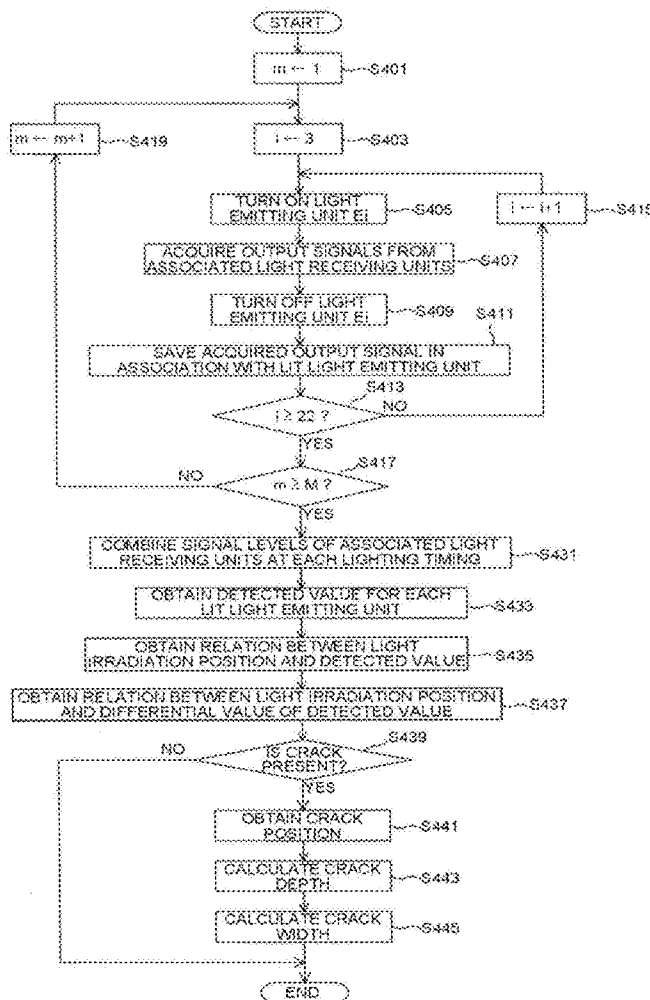 START
m ← 1
S401
m ← m+1
S419
i ← 3
S403
TURN ON LIGHT
EMITTING UNIT Ei
S405
i ← i+1
S415
ACQUIRE OUTPUT SIGNALS FROM
ASSOCIATED LIGHT RECEIVING UNITS
S407
TURN OFF LIGHT
EMITTING UNIT Ei
S409
S411
SAVE ACQUIRED OUTPUT SIGNAL IN
ASSOCIATION WITH LIT LIGHT EMITTING UNIT
S413
i ≥ 22 ?
NO
YES
S417
NO
m ≥ M ?
YES
COMBINE SIGNAL LEVELS OF ASSOCIATED LIGHT
RECEIVING UNITS AT EACH LIGHTING TIMING
S431
OBTAIN DETECTED VALUE FOR EACH
LIT LIGHT EMITTING UNIT
S433
OBTAIN RELATION BETWEEN LIGHT
IRRADIATION POSITION AND DETECTED VALUE
S435
OBTAIN RELATION BETWEEN LIGHT IRRADIATION POSITION
AND DIFFERENTIAL VALUE OF DETECTED VALUE
S437
S439
NO
IS CRACK
PRESENT?
YES
OBTAIN CRACK
POSITION
S441
CALCULATE CRACK
DEPTH
S443
CALCULATE CRACK
WIDTH
S445
END